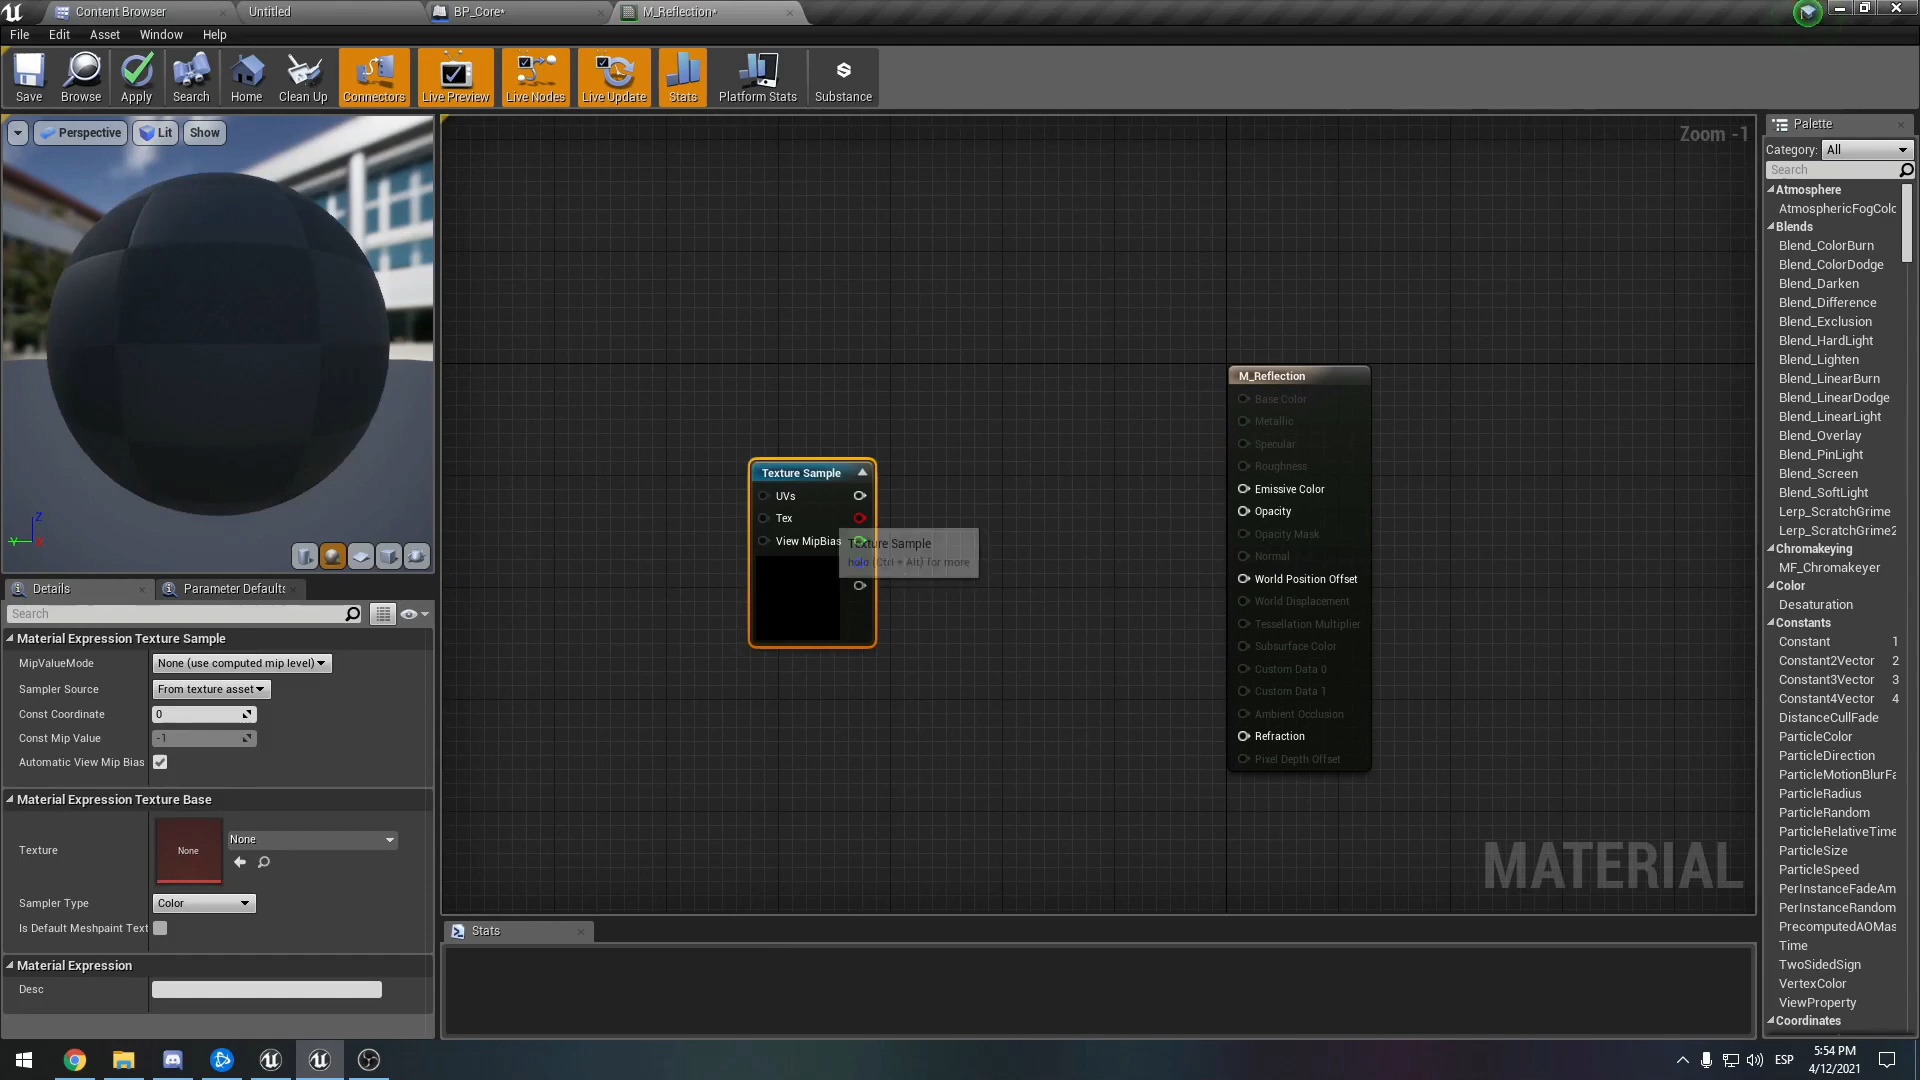 Content Browser
Untitled
BP_Core*
M_Reflection*
File Edit Asset Window Help
Save Browse Apply Search Home Clean Up Connectors Live Preview Live Nodes Live Update Stats Platform Stats Substance
Perspective Lit Show
Zoom -1
Palette
Category: All
Search
Atmosphere
AtmosphericFogColo
Blends
Blend_ColorBurn
Blend_ColorDodge
Blend_Darken
Blend_Difference
Blend_Exclusion
Blend_HardLight
Blend_Lighten
Blend_LinearBurn
Blend_LinearDodge
Blend_LinearLight
Blend_Overlay
Blend_PinLight
Blend_Screen
Blend_SoftLight
Lerp_ScratchGrime
Lerp_ScratchGrime2
Chromakeying
MF_Chromakeyer
Color
Desaturation
Constants
Constant 1
Constant2Vector 2
Constant3Vector 3
Constant4Vector 4
DistanceCullFade
ParticleColor
ParticleDirection
ParticleMotionBlurFa
ParticleRadius
ParticleRandom
ParticleRelativeTime
ParticleSize
ParticleSpeed
PerInstanceFadeAm
PerInstanceRandom
PrecomputedAOMas
Time
TwoSidedSign
VertexColor
ViewProperty
Coordinates
M_Reflection
Base Color
Metallic
Specular
Roughness
Emissive Color
Opacity
Opacity Mask
Normal
World Position Offset
World Displacement
Tessellation Multiplier
Subsurface Color
Custom Data 0
Custom Data 1
Ambient Occlusion
Refraction
Pixel Depth Offset
Texture Sample
UVs
Tex
View MipBias
Texture Sample
hold (Ctrl + Alt) for more
MATERIAL
Z
Y
X
Details
Parameter Defaults
Search
Material Expression Texture Sample
MipValueMode None (use computed mip level)
Sampler Source From texture asset
Const Coordinate 0
Const Mip Value -1
Automatic View Mip Bias
Material Expression Texture Base
Texture None None
Sampler Type Color
Is Default Meshpaint Text
Material Expression
Desc
Stats
ESP
5:54 PM
4/12/2021